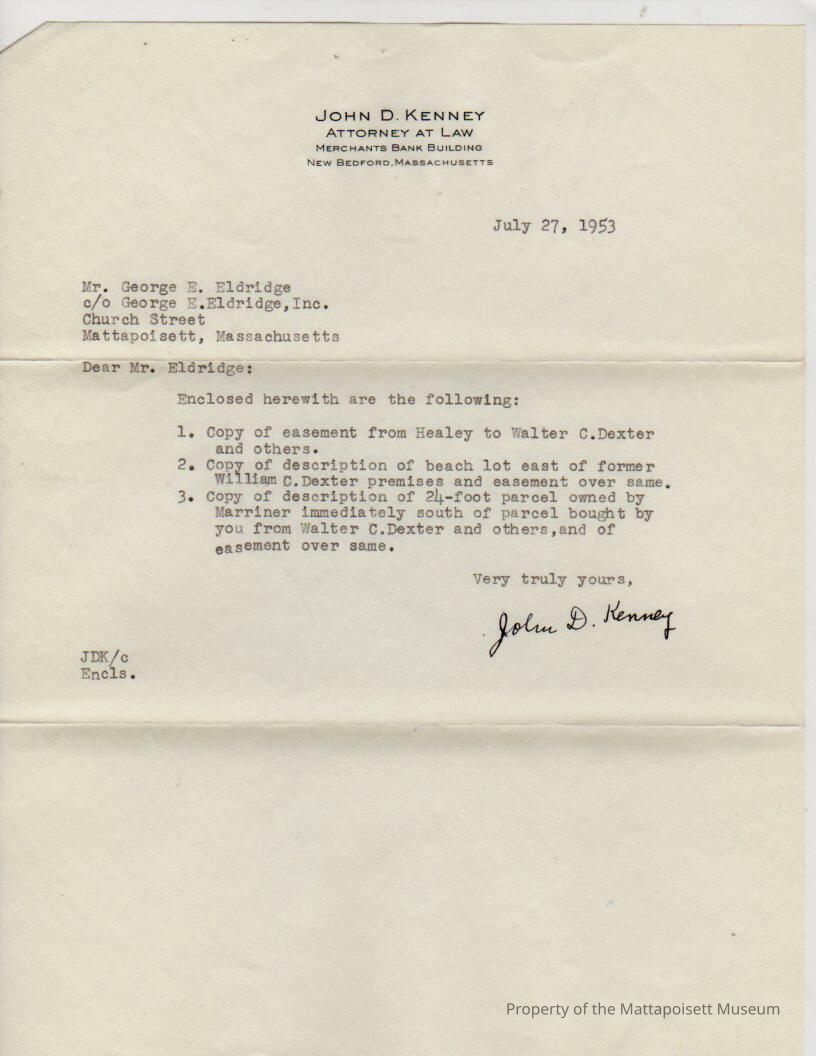 JOHN D. KENNEY
ATTORNEY AT LAW
MERCHANTS BANK BUILDING
NEW BEDFORD, MASSACHUSETTS
July 27, 1953
Mr. George E. Eldridge
c/o George E.Eldridge,Inc.
Church Street
Mattapoisett, Massachusetts
Dear Mr. Eldridge:
Enclosed herewith are the following:
1. Copy of easement from Healey to Walter C.Dexter
and others.
2. Copy of description of beach lot east of former
William C.Dexter premises and easement over same.
3. Copy of description of 24-foot parcel owned by
Marriner immediately south of parcel bought by
you from Walter C.Dexter and others,and of
easement over same.
Very truly yours,
John D. Kenney
JDK/c
Encls.
Property of the Mattapoisett Museum